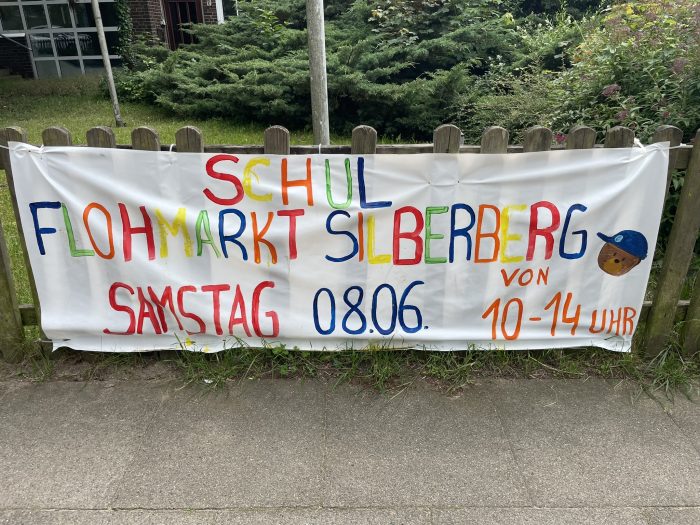 SCHUL
FLOHMARKT SILBERBERG
SAMSTAG 08.06. VON
10-14 UHR